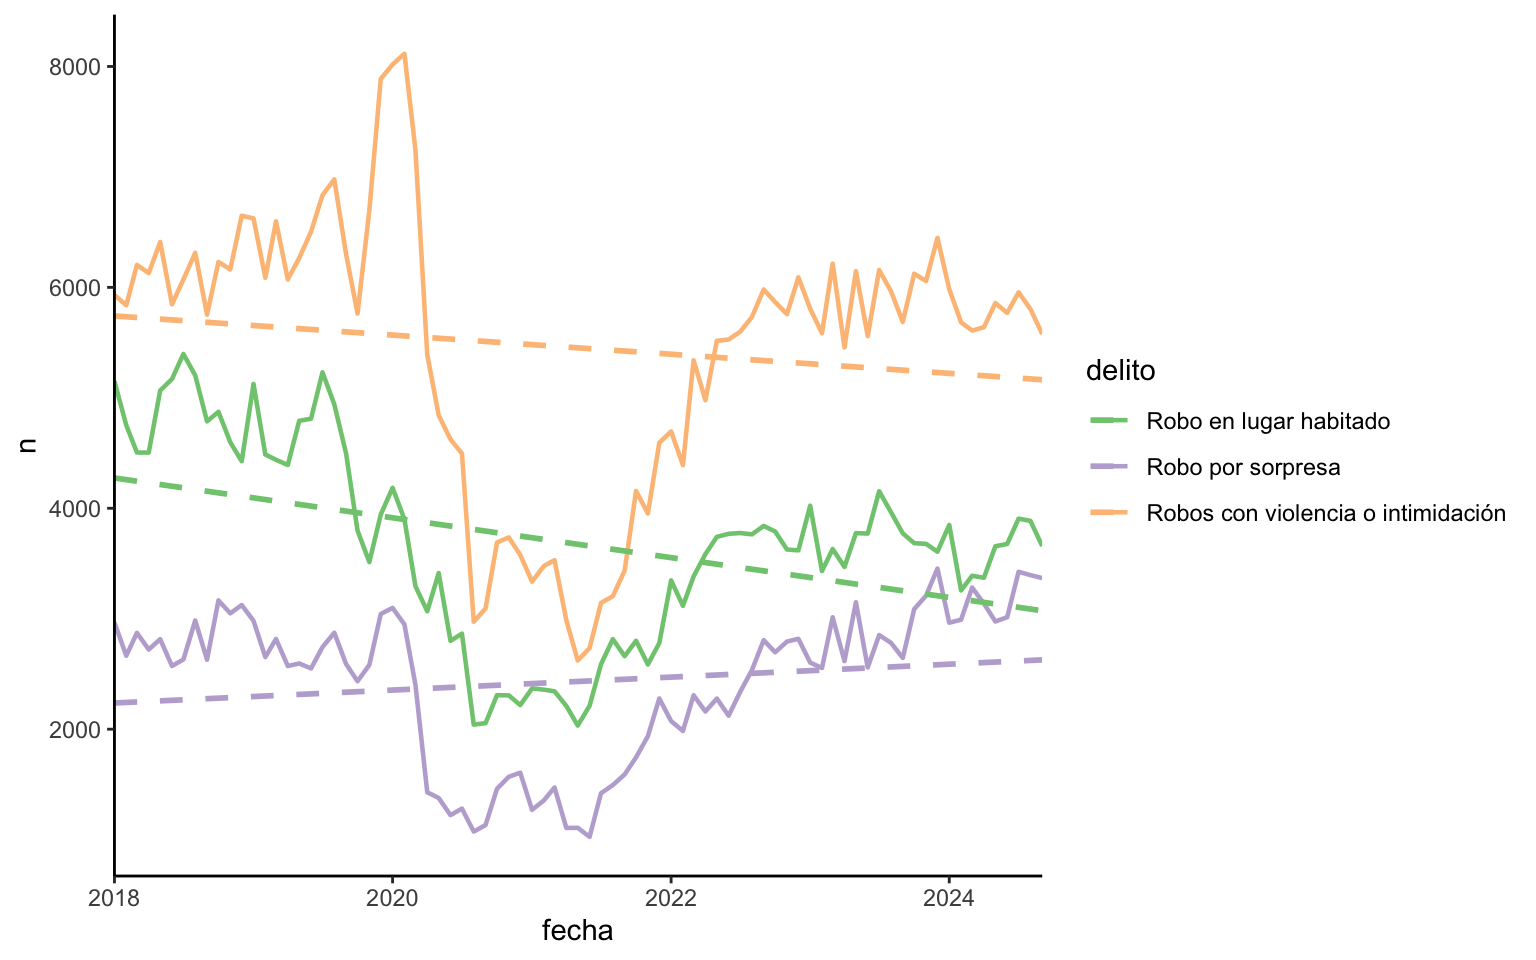 8000
6000
4000
2000
n
2018
2020
2022
2024
fecha
delito
Robo en lugar habitado
Robo por sorpresa
Robos con violencia o intimidación